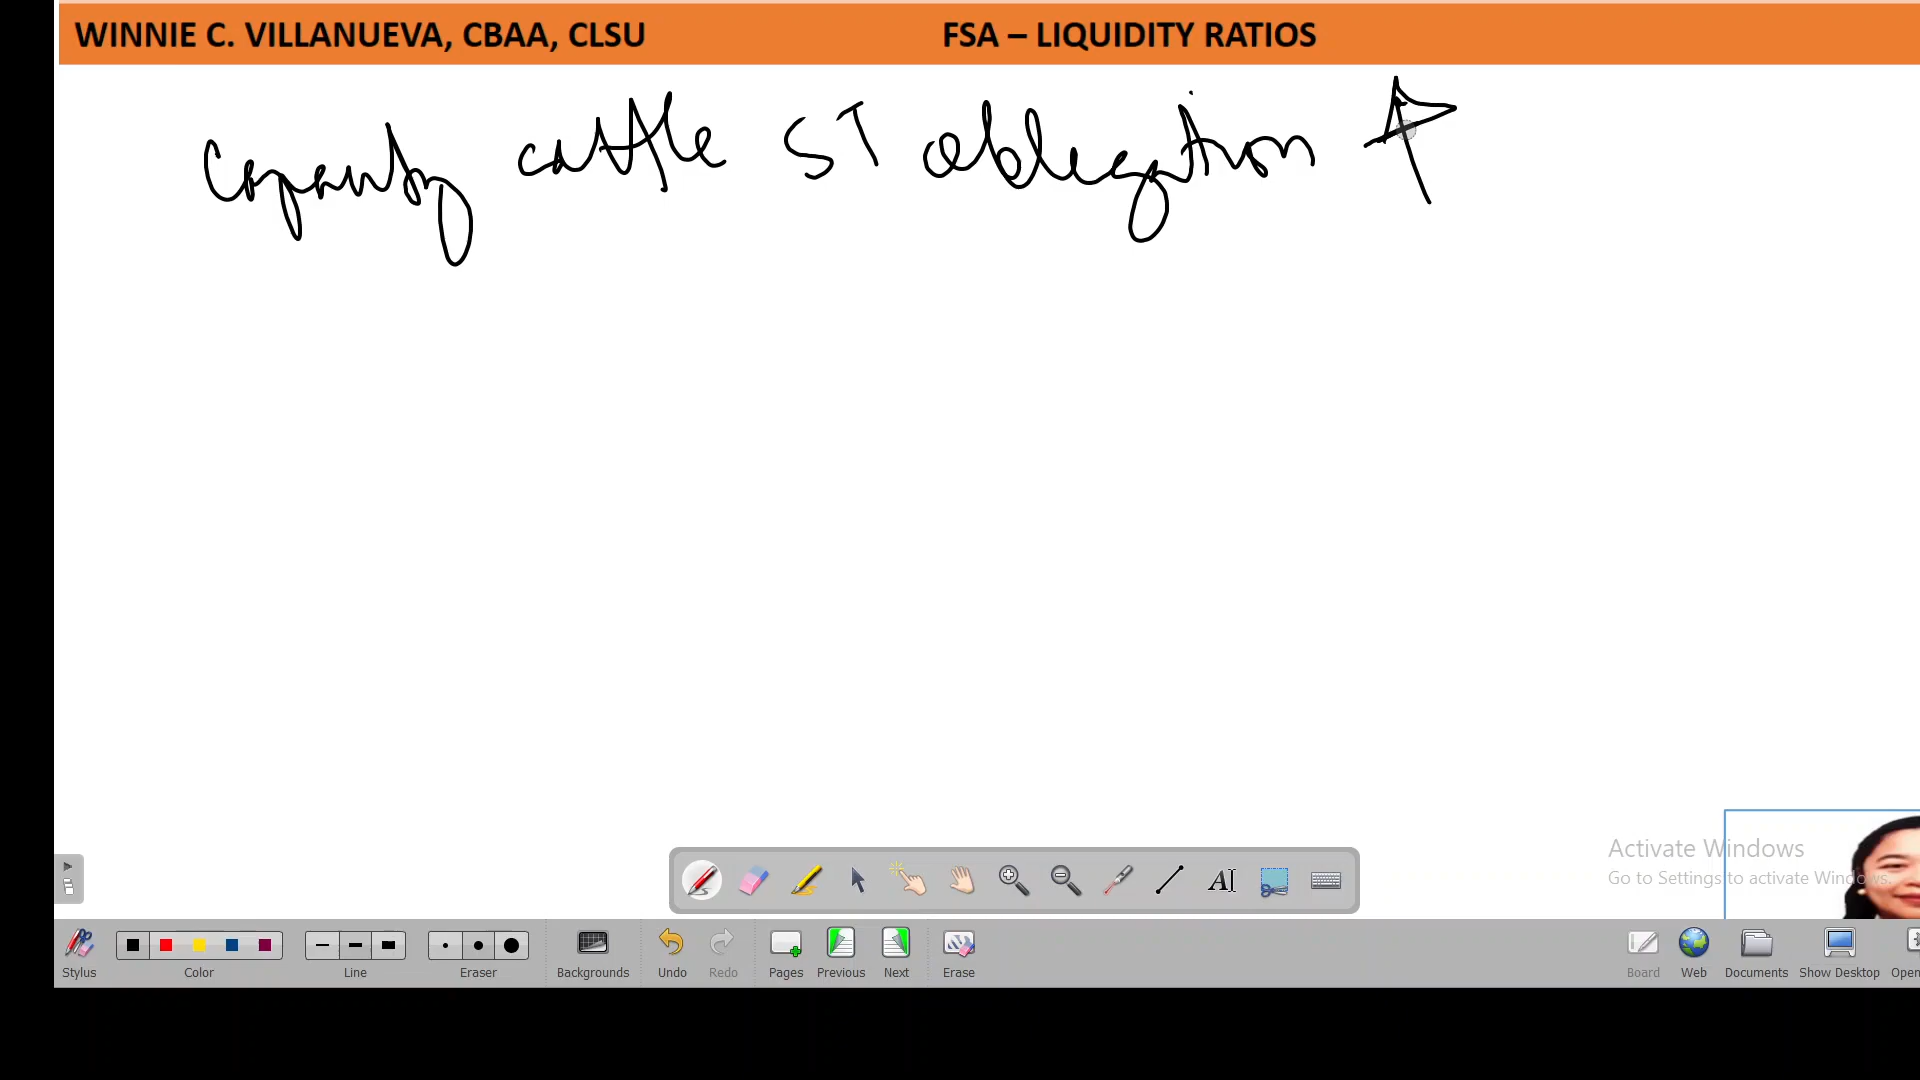 WINNIE C. VILLANUEVA, CBAA, CLSU FSA – LIQUIDITY RATIOS
capacity settle ST obligation
Activate Windows
Go to Settings to activate Windows.
Stylus Color Line Eraser Backgrounds Undo Redo Pages Previous Next Erase Board Web Documents Show Desktop Open